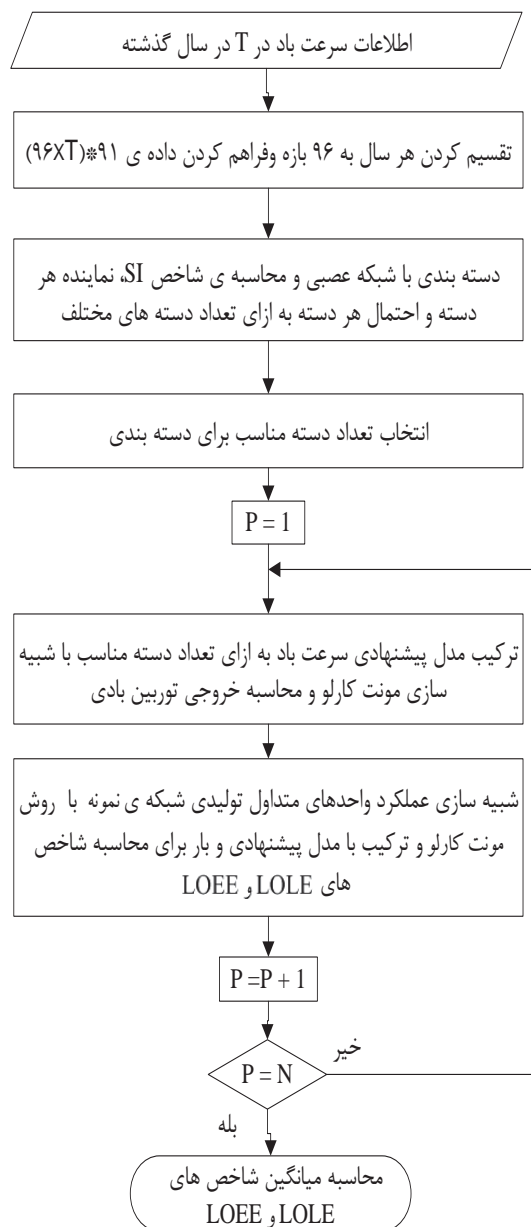 اطلاعات سرعت باد در T در سال گذشته
تقسیم کردن هر سال به ۹۶ بازه وفراهم کردن داده ی ۹۱*(۹۶XT)
دسته بندی با شبکه عصبی و محاسبه ی شاخص SI، نماینده هر
دسته و احتمال هر دسته به ازای تعداد دسته های مختلف
انتخاب تعداد دسته مناسب برای دسته بندی
P = 1
ترکیب مدل پیشنهادی سرعت باد به ازای تعداد دسته مناسب با شبیه
سازی مونت کارلو و محاسبه خروجی توربین بادی
شبیه سازی عملکرد واحدهای متداول تولیدی شبکه ی نمونه با روش
مونت کارلو و ترکیب با مدل پیشنهادی و بار برای محاسبه شاخص
های LOLE و LOEE
P =P + 1
P = N
خیر
بله
محاسبه میانگین شاخص های
LOLE و LOEE